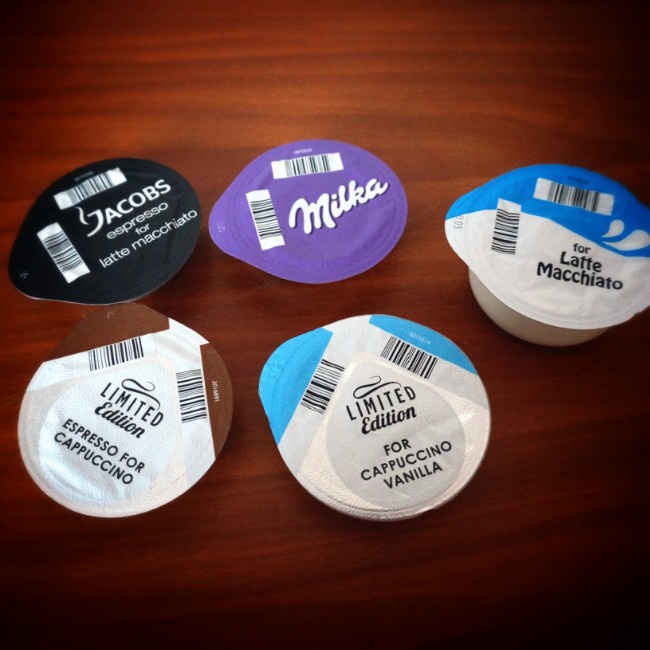 JACOBS
espresso
for
latte macchiato
Milka
for
Latte
Macchiato
LIMITED
Edition
ESPRESSO FOR
CAPPUCCINO
LIMITED
Edition
FOR
CAPPUCCINO
VANILLA